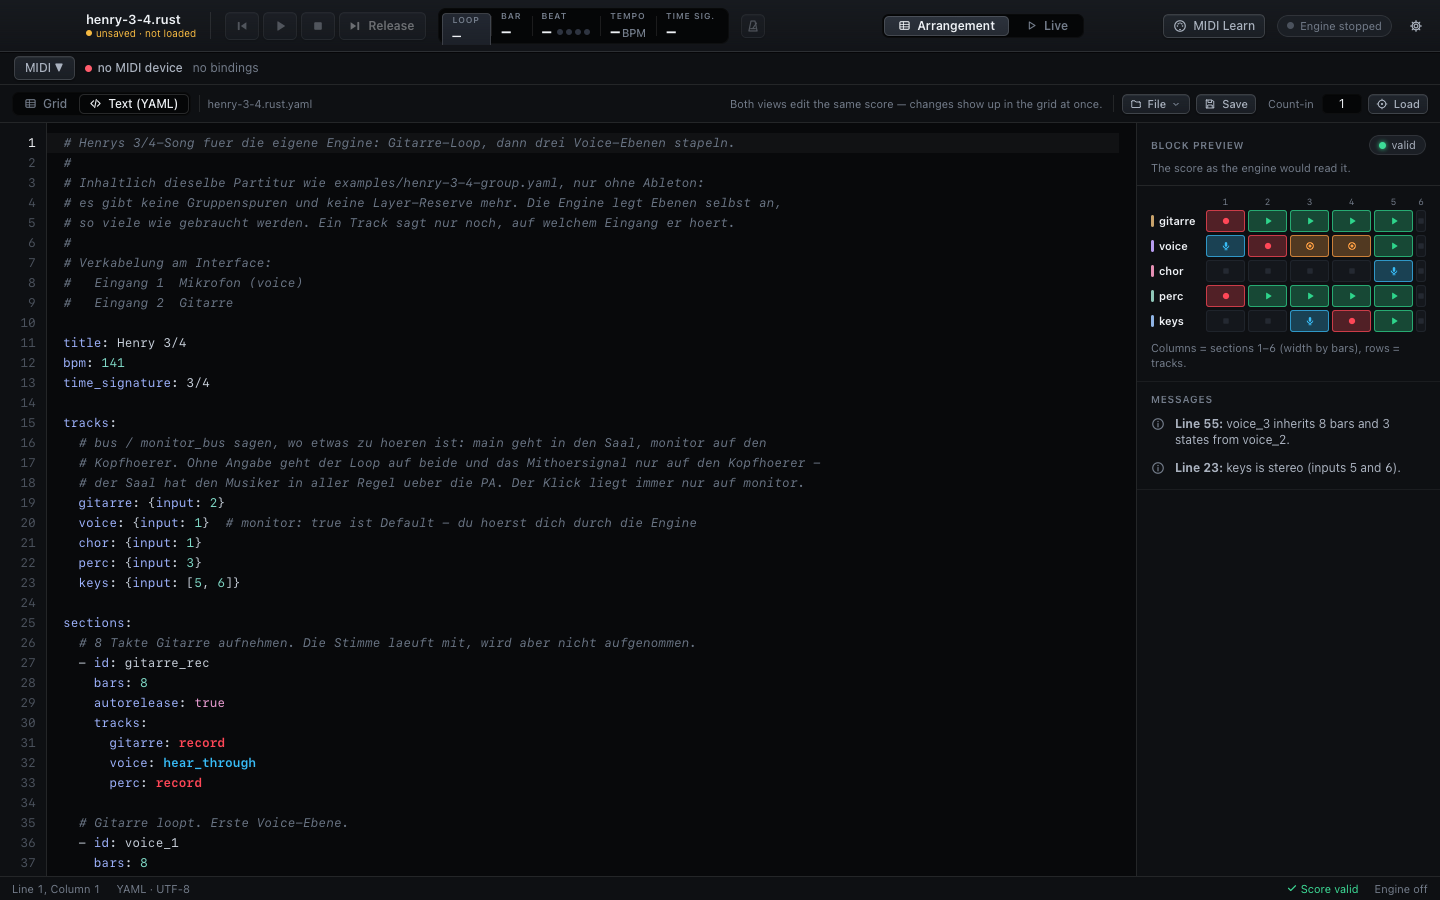 henry-3-4.rust
unsaved · not loaded
Release
LOOP
–
BAR
–
BEAT
–
TEMPO
– BPM
TIME SIG.
–
Arrangement
Live
MIDI Learn
Engine stopped
MIDI ▼
no MIDI device
no bindings
Grid
Text (YAML)
henry-3-4.rust.yaml
Both views edit the same score — changes show up in the grid at once.
File
Save
Count-in
1
Load
1 # Henrys 3/4-Song fuer die eigene Engine: Gitarre-Loop, dann drei Voice-Ebenen stapeln.
2 #
3 # Inhaltlich dieselbe Partitur wie examples/henry-3-4-group.yaml, nur ohne Ableton:
4 # es gibt keine Gruppenspuren und keine Layer-Reserve mehr. Die Engine legt Ebenen selbst an,
5 # so viele wie gebraucht werden. Ein Track sagt nur noch, auf welchem Eingang er hoert.
6 #
7 # Verkabelung am Interface:
8 #   Eingang 1  Mikrofon (voice)
9 #   Eingang 2  Gitarre
10
11 title: Henry 3/4
12 bpm: 141
13 time_signature: 3/4
14
15 tracks:
16   # bus / monitor_bus sagen, wo etwas zu hoeren ist: main geht in den Saal, monitor auf den
17   # Kopfhoerer. Ohne Angabe geht der Loop auf beide und das Mithoersignal nur auf den Kopfhoerer –
18   # der Saal hat den Musiker in aller Regel ueber die PA. Der Klick liegt immer nur auf monitor.
19   gitarre: {input: 2}
20   voice: {input: 1}  # monitor: true ist Default – du hoerst dich durch die Engine
21   chor: {input: 1}
22   perc: {input: 3}
23   keys: {input: [5, 6]}
24
25 sections:
26   # 8 Takte Gitarre aufnehmen. Die Stimme laeuft mit, wird aber nicht aufgenommen.
27   - id: gitarre_rec
28     bars: 8
29     autorelease: true
30     tracks:
31       gitarre: record
32       voice: hear_through
33       perc: record
34
35   # Gitarre loopt. Erste Voice-Ebene.
36   - id: voice_1
37     bars: 8
BLOCK PREVIEW
valid
The score as the engine would read it.
1 2 3 4 5 6
gitarre
voice
chor
perc
keys
Columns = sections 1–6 (width by bars), rows =
tracks.
MESSAGES
Line 55: voice_3 inherits 8 bars and 3
states from voice_2.
Line 23: keys is stereo (inputs 5 and 6).
Line 1, Column 1
YAML · UTF-8
Score valid
Engine off